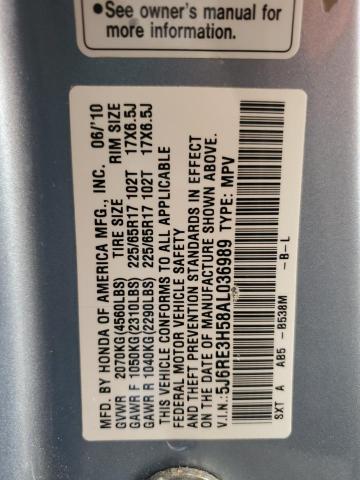 •See owner's manual for
more information.
MFD. BY HONDA OF AMERICA MFG., INC. 06/'10
GVWR 2070KG(4560LBS) TIRE SIZE RIM SIZE
GAWR F 1050KG(2310LBS) 225/65R17 102T 17X6.5J
GAWR R 1040KG(2290LBS) 225/65R17 102T 17X6.5J
THIS VEHICLE CONFORMS TO ALL APPLICABLE
FEDERAL MOTOR VEHICLE SAFETY
AND THEFT PREVENTION STANDARDS IN EFFECT
ON THE DATE OF MANUFACTURE SHOWN ABOVE.
V.I.N.:5J6RE3H58AL036989 TYPE: MPV
SXT A AB5 -B538M -B-L